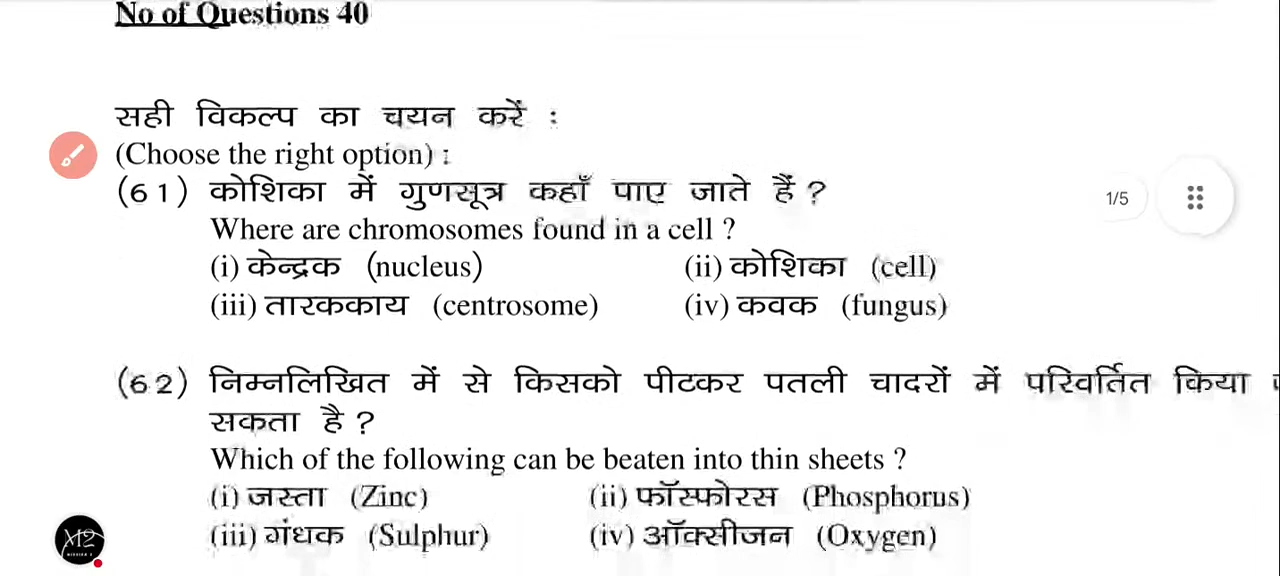 No of Questions 40
सही विकल्प का चयन करें :
(Choose the right option) :
(61) कोशिका में गुणसूत्र कहाँ पाए जाते हैं ?
1/5
Where are chromosomes found in a cell ?
(i) केन्द्रक (nucleus) (ii) कोशिका (cell)
(iii) तारककाय (centrosome) (iv) कवक (fungus)
(62) निम्नलिखित में से किसको पीटकर पतली चादरों में परिवर्तित किया
सकता है ?
Which of the following can be beaten into thin sheets ?
(i) जस्ता (Zinc) (ii) फॉस्फोरस (Phosphorus)
(iii) गंधक (Sulphur) (iv) ऑक्सीजन (Oxygen)